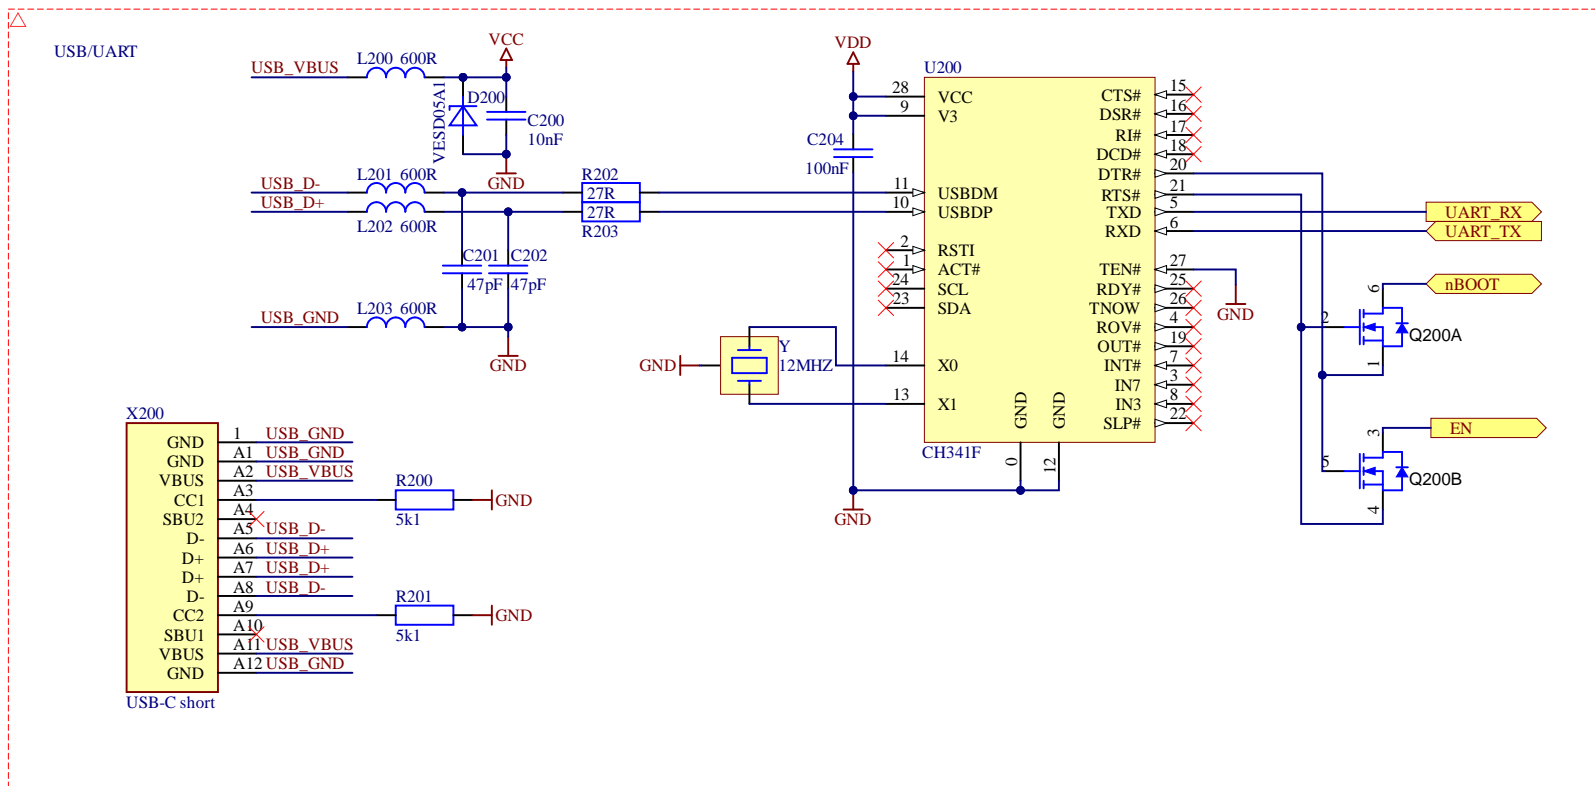 USB/UART
VCC
USB_VBUS
L200 600R
D200
VESD05A1
C200
10nF
GND
USB_D-
L201 600R
USB_D+
L202 600R
R202
27R
27R
R203
C201
47pF
C202
47pF
USB_GND
L203 600R
GND
VDD
C204
100nF
GND
Y
12MHZ
GND
U200
28 VCC
9 V3
11 USBDM
10 USBDP
2 RSTI
1 ACT#
24 SCL
23 SDA
14 X0
13 X1
GND 0
GND 12
CTS# 15
DSR# 16
RI# 17
DCD# 18
DTR# 20
RTS# 21
TXD 5
RXD 6
TEN# 27
RDY# 25
TNOW 26
ROV# 4
OUT# 19
INT# 7
IN7 3
IN3 8
SLP# 22
CH341F
GND
UART_RX
UART_TX
nBOOT
6
2
1
Q200A
EN
3
5
4
Q200B
X200
GND 1 USB_GND
GND A1 USB_GND
VBUS A2 USB_VBUS
CC1 A3
SBU2 A4
D- A5 USB_D-
D+ A6 USB_D+
D+ A7 USB_D+
D- A8 USB_D-
CC2 A9
SBU1 A10
VBUS A11 USB_VBUS
GND A12 USB_GND
USB-C short
R200
5k1
GND
R201
5k1
GND